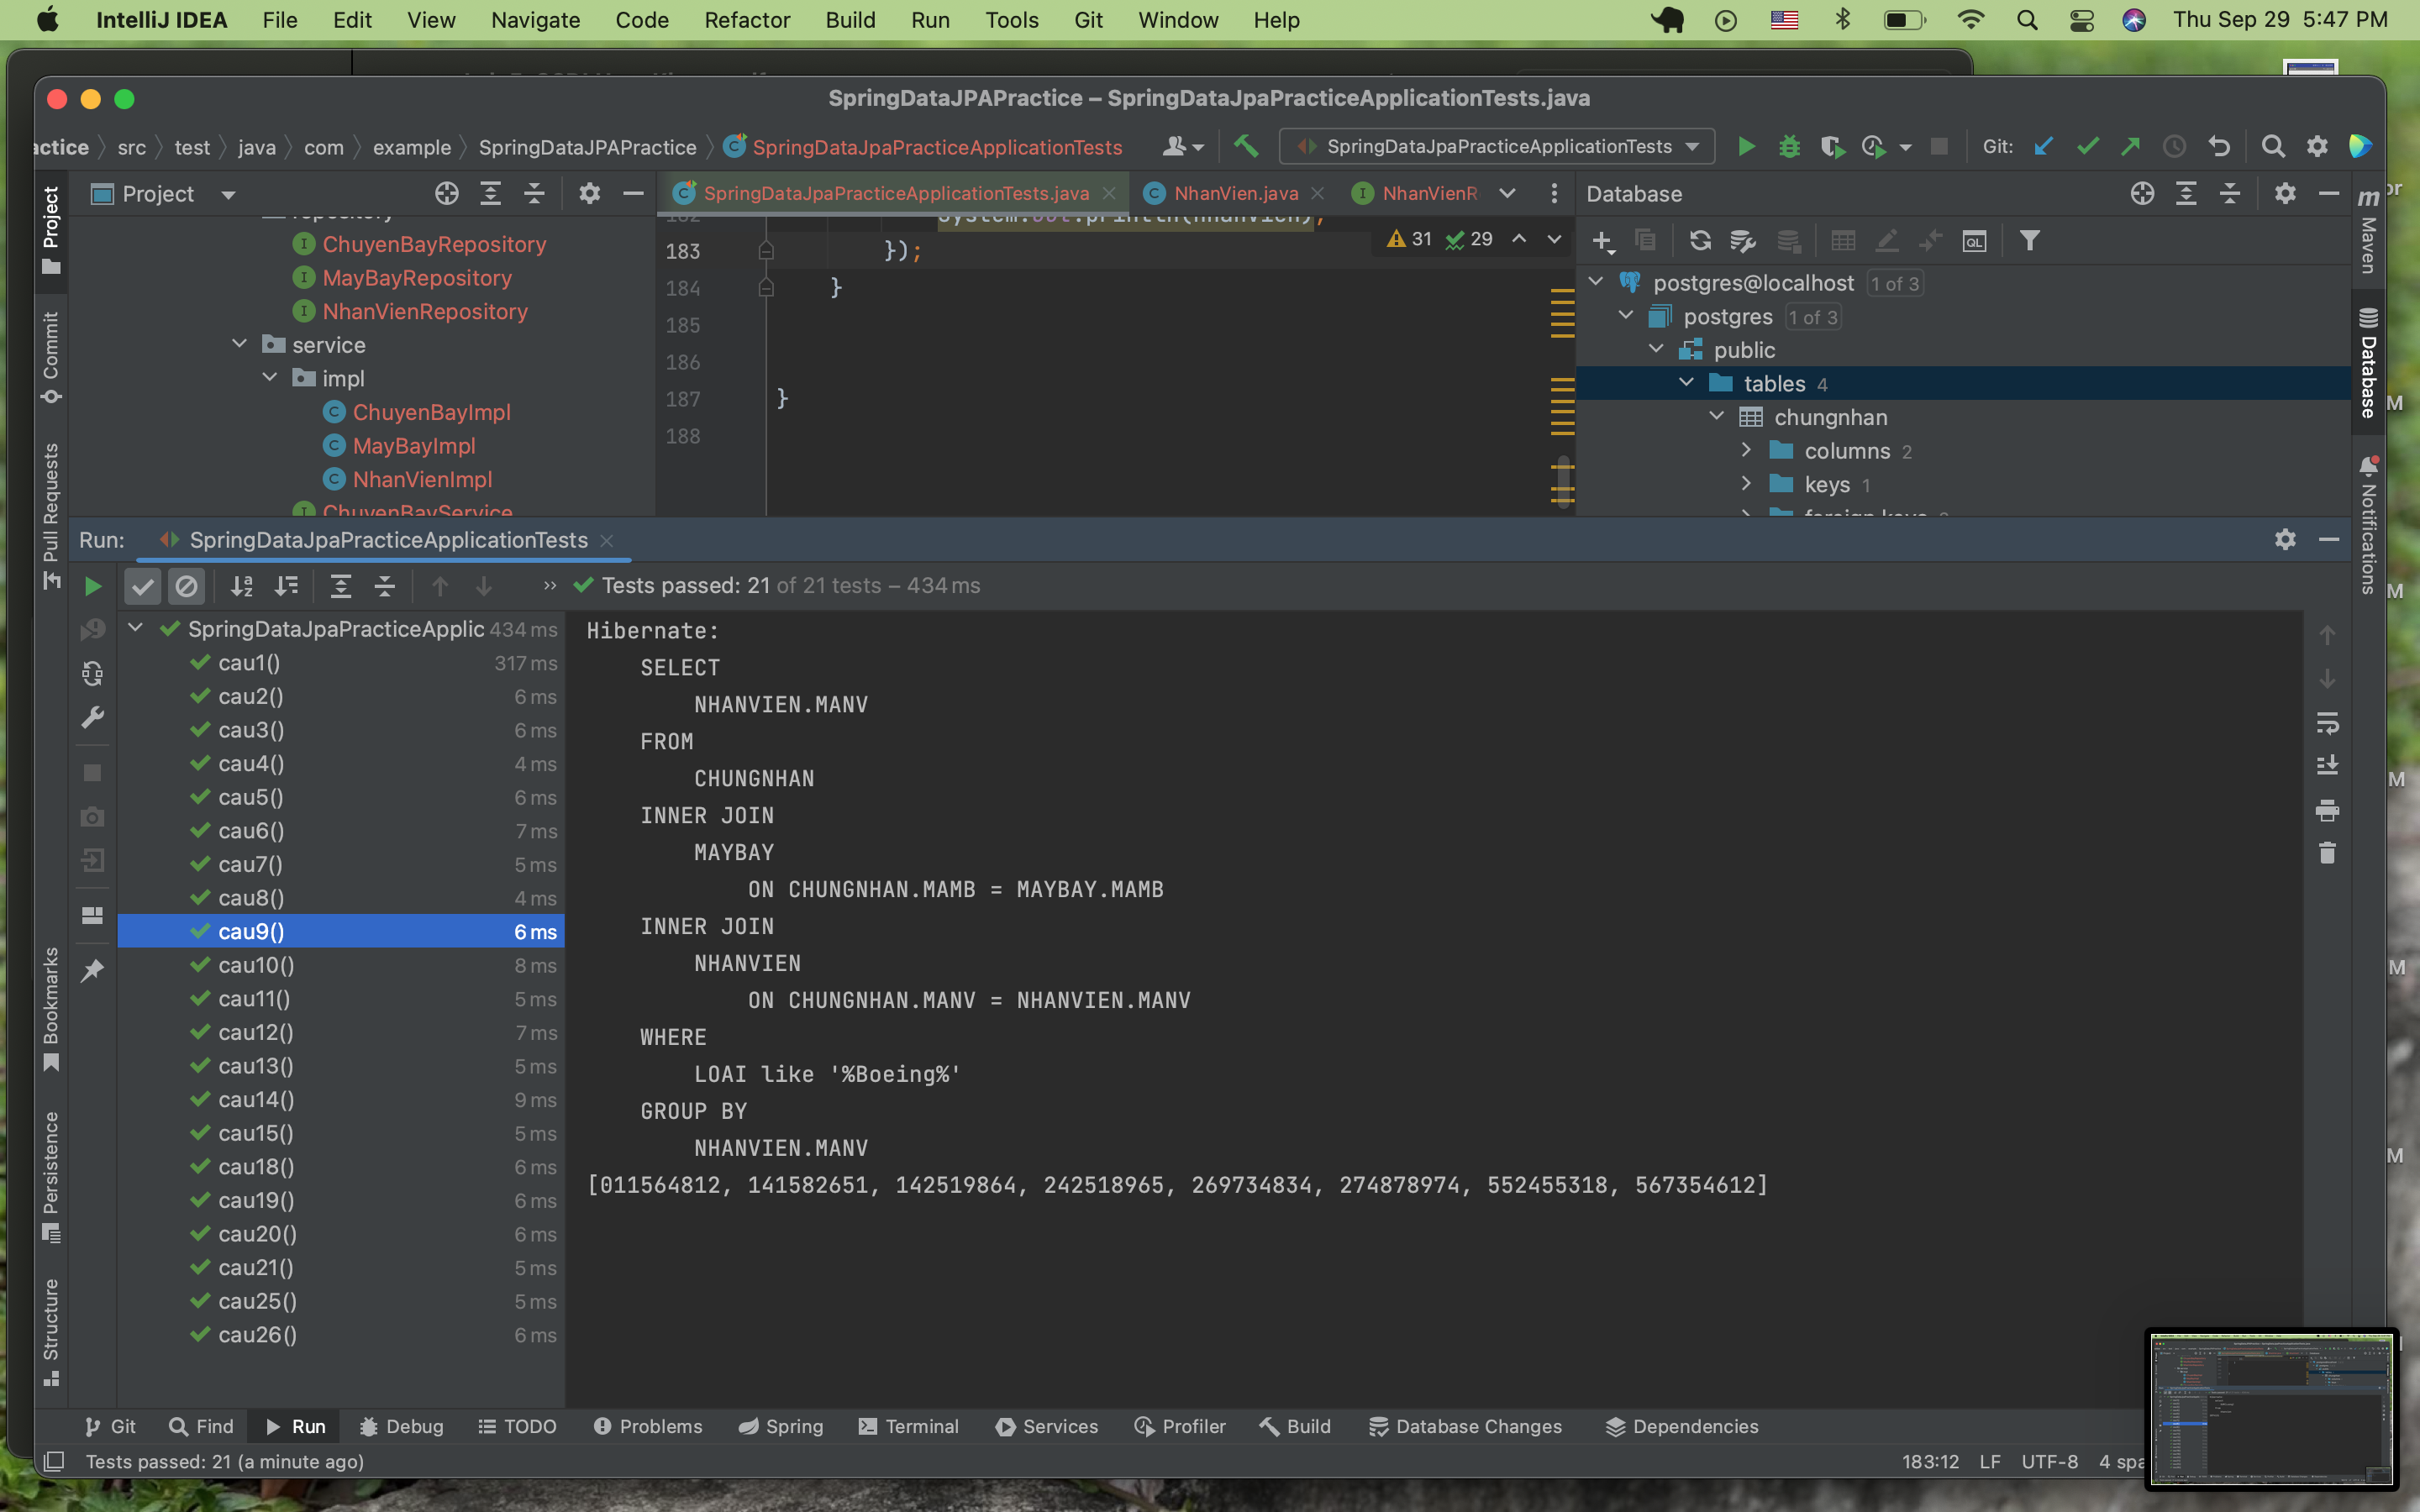 IntelliJ IDEA File Edit View Navigate Code Refactor Build Run Tools Git Window Help Thu Sep 29 5:47 PM
SpringDataJPAPractice – SpringDataJpaPracticeApplicationTests.java
actice src test java com example SpringDataJPAPractice SpringDataJpaPracticeApplicationTests SpringDataJpaPracticeApplicationTests Git:
Project SpringDataJpaPracticeApplicationTests.java NhanVien.java NhanVienR Database
repository
ChuyenBayRepository
MayBayRepository
NhanVienRepository
service
impl
ChuyenBayImpl
MayBayImpl
NhanVienImpl
ChuyenBayService
182 System.out.println(nhanVien);
183 });
184 }
185
186
187 }
188
31 29
postgres@localhost 1 of 3
postgres 1 of 3
public
tables 4
chungnhan
columns 2
keys 1
foreign keys
Project
Commit
Pull Requests
Bookmarks
Persistence
Structure
Maven
Database
Notifications
Run: SpringDataJpaPracticeApplicationTests
Tests passed: 21 of 21 tests – 434 ms
SpringDataJpaPracticeApplic 434 ms
cau1() 317 ms
cau2() 6 ms
cau3() 6 ms
cau4() 4 ms
cau5() 6 ms
cau6() 7 ms
cau7() 5 ms
cau8() 4 ms
cau9() 6 ms
cau10() 8 ms
cau11() 5 ms
cau12() 7 ms
cau13() 5 ms
cau14() 9 ms
cau15() 5 ms
cau18() 6 ms
cau19() 6 ms
cau20() 6 ms
cau21() 5 ms
cau25() 5 ms
cau26() 6 ms
Hibernate:
SELECT
NHANVIEN.MANV
FROM
CHUNGNHAN
INNER JOIN
MAYBAY
ON CHUNGNHAN.MAMB = MAYBAY.MAMB
INNER JOIN
NHANVIEN
ON CHUNGNHAN.MANV = NHANVIEN.MANV
WHERE
LOAI like '%Boeing%'
GROUP BY
NHANVIEN.MANV
[011564812, 141582651, 142519864, 242518965, 269734834, 274878974, 552455318, 567354612]
Git Find Run Debug TODO Problems Spring Terminal Services Profiler Build Database Changes Dependencies
Tests passed: 21 (a minute ago) 183:12 LF UTF-8 4 spa